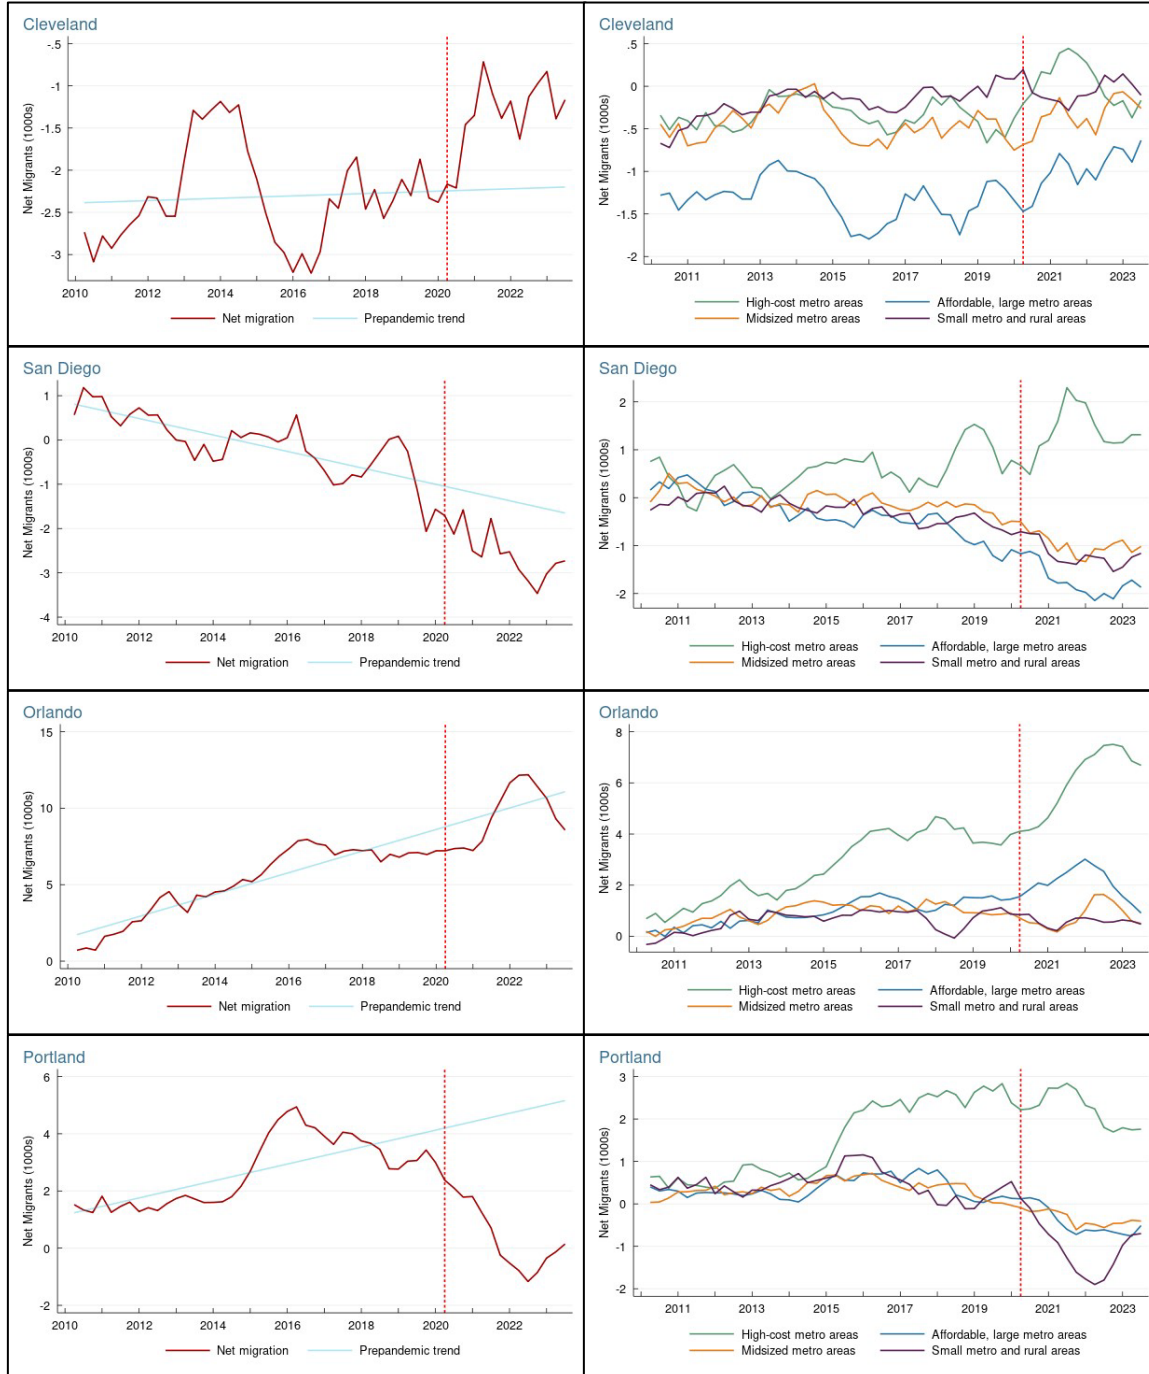 Cleveland
Net Migrants (1000s)
-.5
-1
-1.5
-2
-2.5
-3
2010 2012 2014 2016 2018 2020 2022
Net migration Prepandemic trend
Cleveland
Net Migrants (1000s)
.5
0
-.5
-1
-1.5
-2
2011 2013 2015 2017 2019 2021 2023
High-cost metro areas Affordable, large metro areas
Midsized metro areas Small metro and rural areas
San Diego
Net Migrants (1000s)
1
0
-1
-2
-3
-4
2010 2012 2014 2016 2018 2020 2022
Net migration Prepandemic trend
San Diego
Net Migrants (1000s)
2
1
0
-1
-2
2011 2013 2015 2017 2019 2021 2023
High-cost metro areas Affordable, large metro areas
Midsized metro areas Small metro and rural areas
Orlando
Net Migrants (1000s)
15
10
5
0
2010 2012 2014 2016 2018 2020 2022
Net migration Prepandemic trend
Orlando
Net Migrants (1000s)
8
6
4
2
0
2011 2013 2015 2017 2019 2021 2023
High-cost metro areas Affordable, large metro areas
Midsized metro areas Small metro and rural areas
Portland
Net Migrants (1000s)
6
4
2
0
-2
2010 2012 2014 2016 2018 2020 2022
Net migration Prepandemic trend
Portland
Net Migrants (1000s)
3
2
1
0
-1
-2
2011 2013 2015 2017 2019 2021 2023
High-cost metro areas Affordable, large metro areas
Midsized metro areas Small metro and rural areas